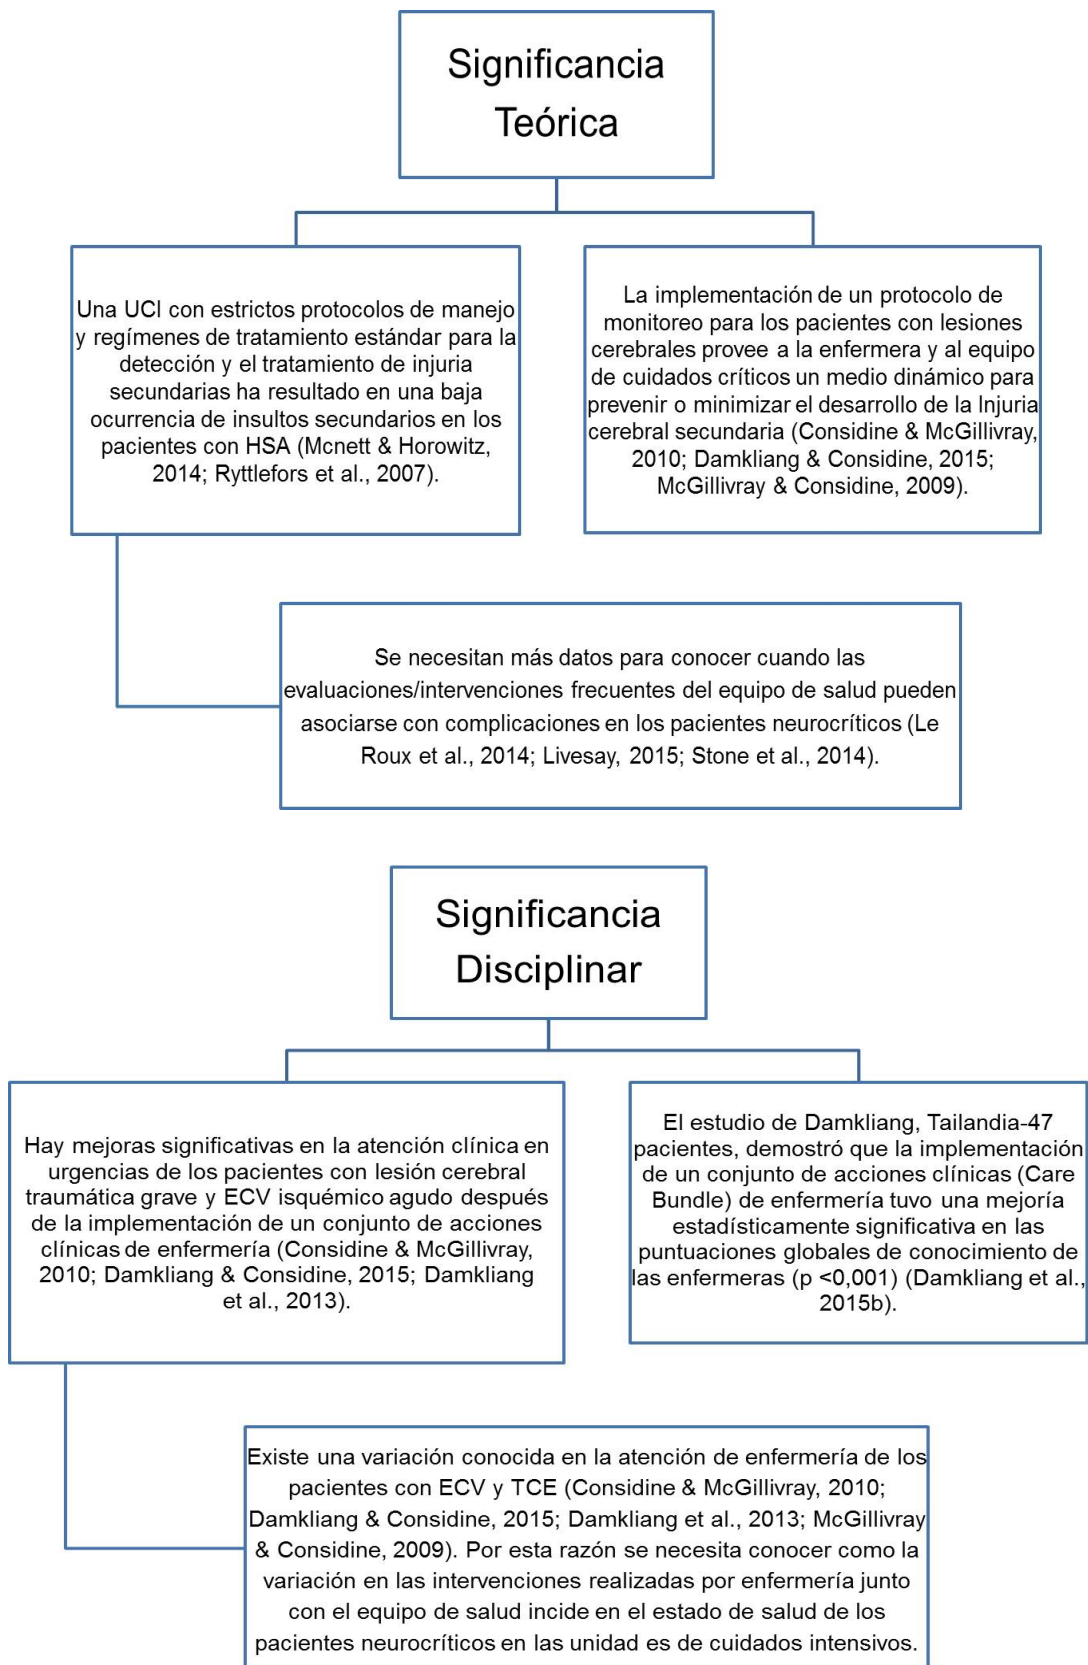 Significancia
Teórica
Una UCI con estrictos protocolos de manejo
y regímenes de tratamiento estándar para la
detección y el tratamiento de injuria
secundarias ha resultado en una baja
ocurrencia de insultos secundarios en los
pacientes con HSA (Mcnett & Horowitz,
2014; Ryttlefors et al., 2007).
La implementación de un protocolo de
monitoreo para los pacientes con lesiones
cerebrales provee a la enfermera y al equipo
de cuidados críticos un medio dinámico para
prevenir o minimizar el desarrollo de la Injuria
cerebral secundaria (Considine & McGillivray,
2010; Damkliang & Considine, 2015;
McGillivray & Considine, 2009).
Se necesitan más datos para conocer cuando las
evaluaciones/intervenciones frecuentes del equipo de salud pueden
asociarse con complicaciones en los pacientes neurocríticos (Le
Roux et al., 2014; Livesay, 2015; Stone et al., 2014).
Significancia
Disciplinar
Hay mejoras significativas en la atención clínica en
urgencias de los pacientes con lesión cerebral
traumática grave y ECV isquémico agudo después
de la implementación de un conjunto de acciones
clínicas de enfermería (Considine & McGillivray,
2010; Damkliang & Considine, 2015; Damkliang
et al., 2013).
El estudio de Damkliang, Tailandia-47
pacientes, demostró que la implementación
de un conjunto de acciones clínicas (Care
Bundle) de enfermería tuvo una mejoría
estadísticamente significativa en las
puntuaciones globales de conocimiento de
las enfermeras (p <0,001) (Damkliang et al.,
2015b).
Existe una variación conocida en la atención de enfermería de los
pacientes con ECV y TCE (Considine & McGillivray, 2010;
Damkliang & Considine, 2015; Damkliang et al., 2013; McGillivray
& Considine, 2009). Por esta razón se necesita conocer como la
variación en las intervenciones realizadas por enfermería junto
con el equipo de salud incide en el estado de salud de los
pacientes neurocríticos en las unidad es de cuidados intensivos.